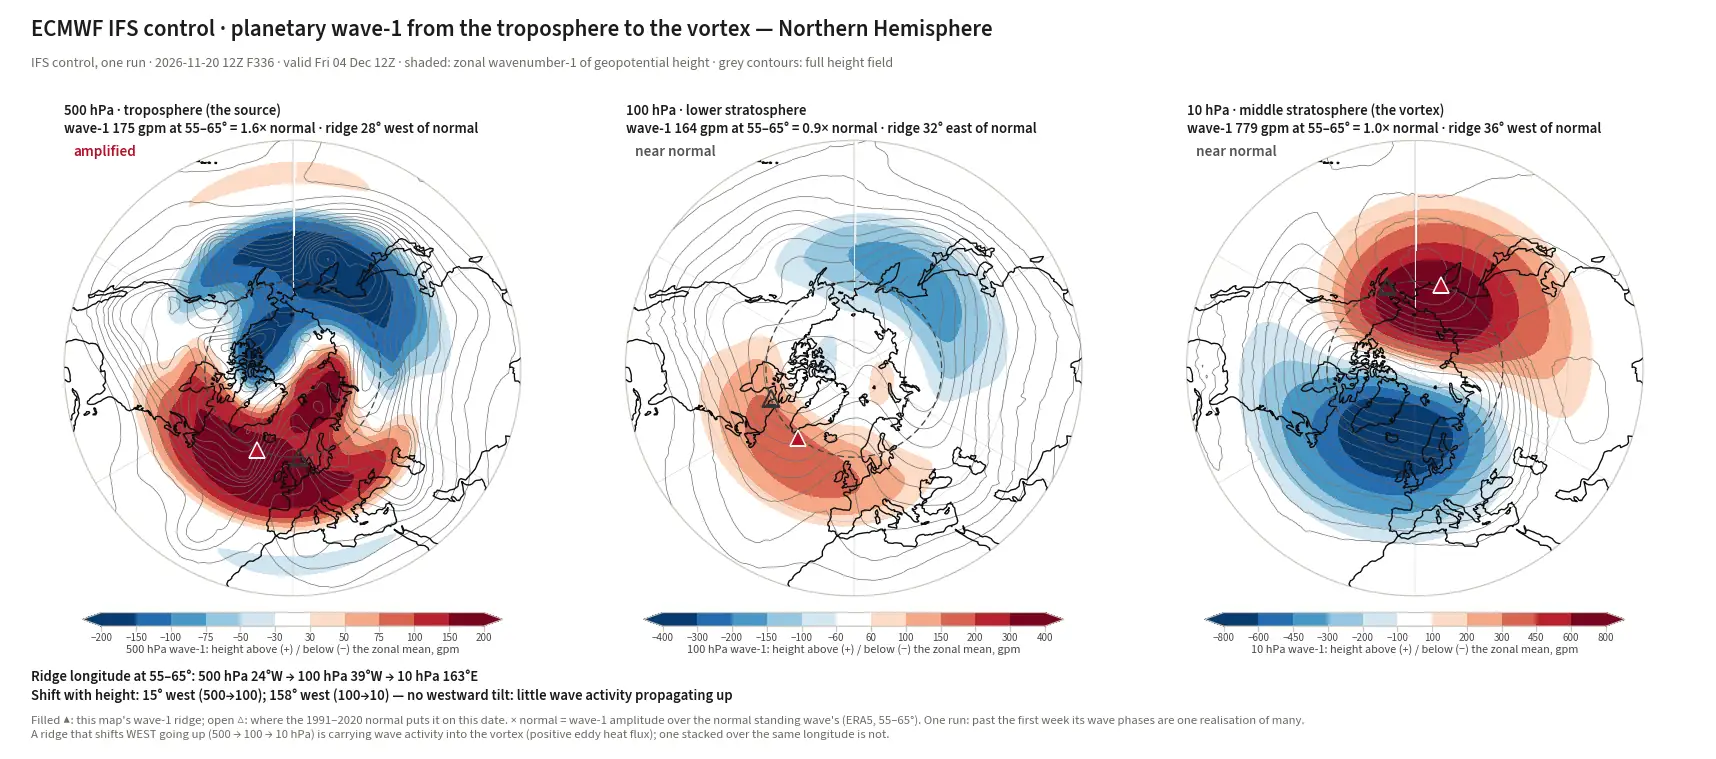 ECMWF IFS control · planetary wave-1 from the troposphere to the vortex — Northern Hemisphere
IFS control, one run · 2026-11-20 12Z F336 · valid Fri 04 Dec 12Z · shaded: zonal wavenumber-1 of geopotential height · grey contours: full height field
500 hPa · troposphere (the source)
wave-1 175 gpm at 55–65° = 1.6× normal · ridge 28° west of normal
amplified
100 hPa · lower stratosphere
wave-1 164 gpm at 55–65° = 0.9× normal · ridge 32° east of normal
near normal
10 hPa · middle stratosphere (the vortex)
wave-1 779 gpm at 55–65° = 1.0× normal · ridge 36° west of normal
near normal
−200 −150 −100 −75 −50 −30 30 50 75 100 150 200
500 hPa wave-1: height above (+) / below (−) the zonal mean, gpm
−400 −300 −200 −150 −100 −60 60 100 150 200 300 400
100 hPa wave-1: height above (+) / below (−) the zonal mean, gpm
−800 −600 −450 −300 −200 −100 100 200 300 450 600 800
10 hPa wave-1: height above (+) / below (−) the zonal mean, gpm
Ridge longitude at 55–65°: 500 hPa 24°W → 100 hPa 39°W → 10 hPa 163°E
Shift with height: 15° west (500→100); 158° west (100→10) — no westward tilt: little wave activity propagating up
Filled ▲: this map's wave-1 ridge; open △: where the 1991–2020 normal puts it on this date. × normal = wave-1 amplitude over the normal standing wave's (ERA5, 55–65°). One run: past the first week its wave phases are one realisation of many.
A ridge that shifts WEST going up (500 → 100 → 10 hPa) is carrying wave activity into the vortex (positive eddy heat flux); one stacked over the same longitude is not.